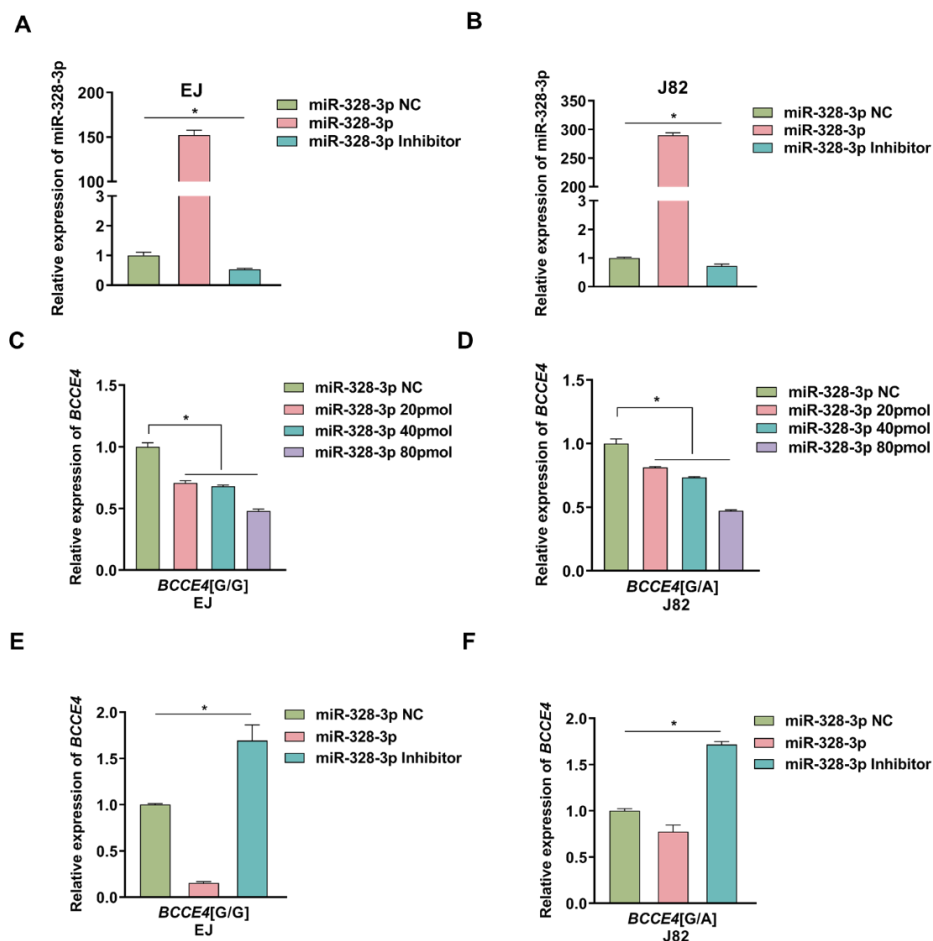 A
EJ
Relative expression of miR-328-3p
200
150
100
2
1
0
*
miR-328-3p NC
miR-328-3p
miR-328-3p Inhibitor
B
J82
Relative expression of miR-328-3p
350
300
250
200
3
2
1
0
*
miR-328-3p NC
miR-328-3p
miR-328-3p Inhibitor
C
Relative expression of BCCE4
1.5
1.0
0.5
0.0
*
miR-328-3p NC
miR-328-3p 20pmol
miR-328-3p 40pmol
miR-328-3p 80pmol
BCCE4[G/G]
EJ
D
Relative expression of BCCE4
1.5
1.0
0.5
0.0
*
miR-328-3p NC
miR-328-3p 20pmol
miR-328-3p 40pmol
miR-328-3p 80pmol
BCCE4[G/A]
J82
E
Relative expression of BCCE4
2.0
1.5
1.0
0.5
0.0
*
miR-328-3p NC
miR-328-3p
miR-328-3p Inhibitor
BCCE4[G/G]
EJ
F
Relative expression of BCCE4
2.0
1.5
1.0
0.5
0.0
*
miR-328-3p NC
miR-328-3p
miR-328-3p Inhibitor
BCCE4[G/A]
J82